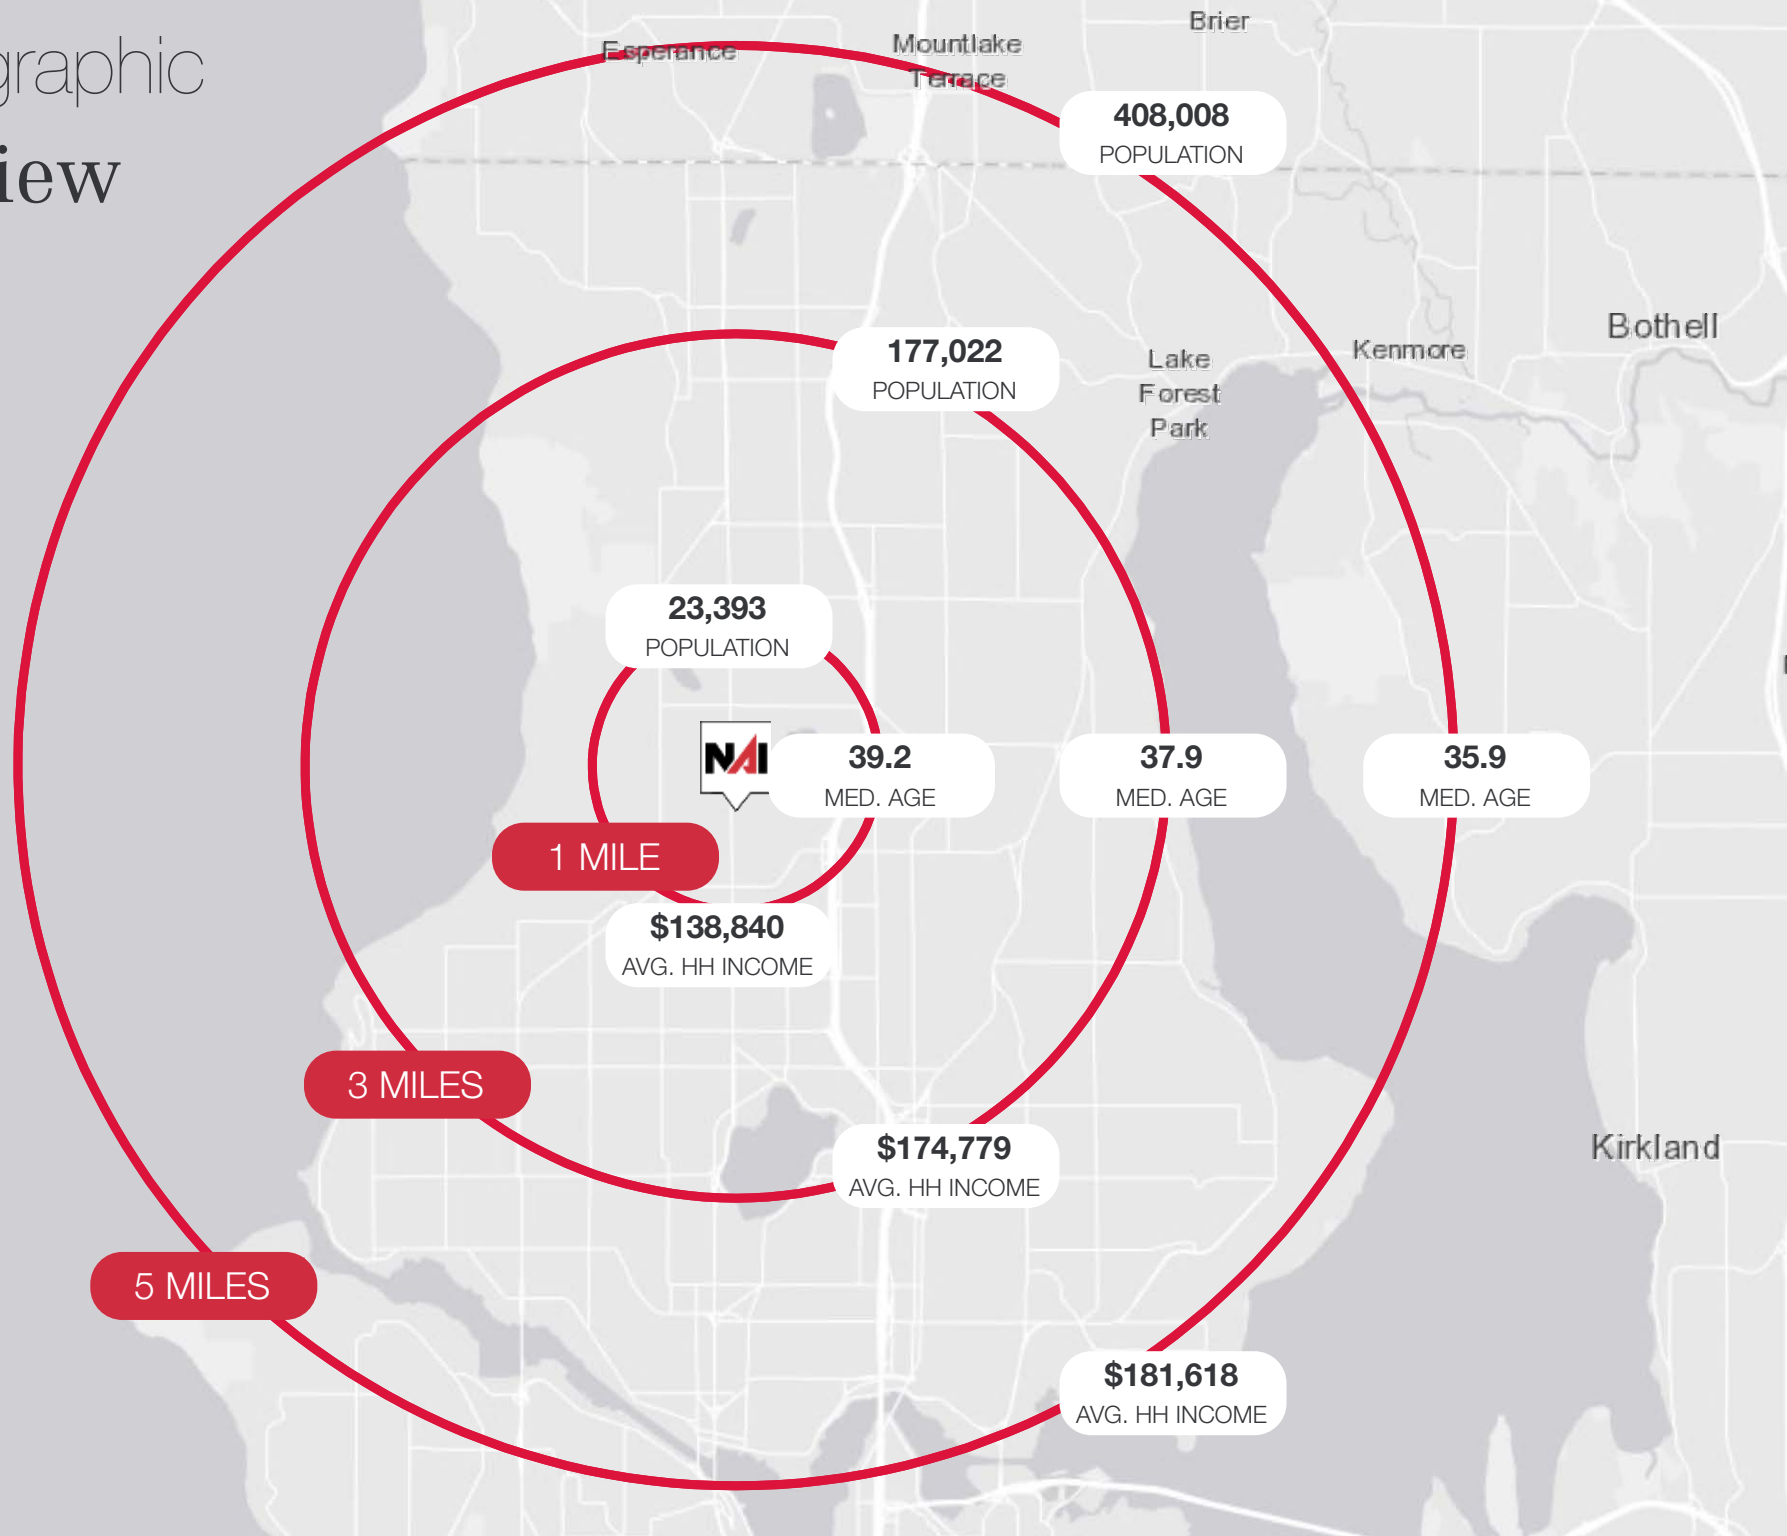 graphic
iew
Brier
Esperance
Mountlake
Terrace
408,008
POPULATION
Bothell
177,022
POPULATION
Kenmore
Lake
Forest
Park
23,393
POPULATION
NAI
39.2
MED. AGE
37.9
MED. AGE
35.9
MED. AGE
1 MILE
$138,840
AVG. HH INCOME
3 MILES
$174,779
AVG. HH INCOME
Kirkland
5 MILES
$181,618
AVG. HH INCOME